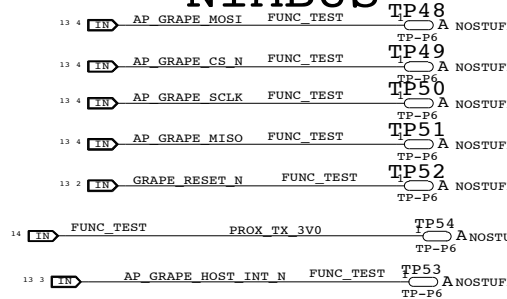 NIMBUS
13 4 IN AP_GRAPE_MOSI FUNC_TEST 1 TP48 A NOSTUF
TP-P6
13 4 IN AP_GRAPE_CS_N FUNC_TEST 1 TP49 A NOSTUF
TP-P6
13 4 IN AP_GRAPE_SCLK FUNC_TEST 1 TP50 A NOSTUF
TP-P6
13 4 IN AP_GRAPE_MISO FUNC_TEST 1 TP51 A NOSTUF
TP-P6
13 2 IN GRAPE_RESET_N FUNC_TEST 1 TP52 A NOSTUF
TP-P6
14 IN FUNC_TEST PROX_TX_3V0 1 TP54 A NOSTU
TP-P6
13 3 IN AP_GRAPE_HOST_INT_N FUNC_TEST 1 TP53 A NOSTUF
TP-P6